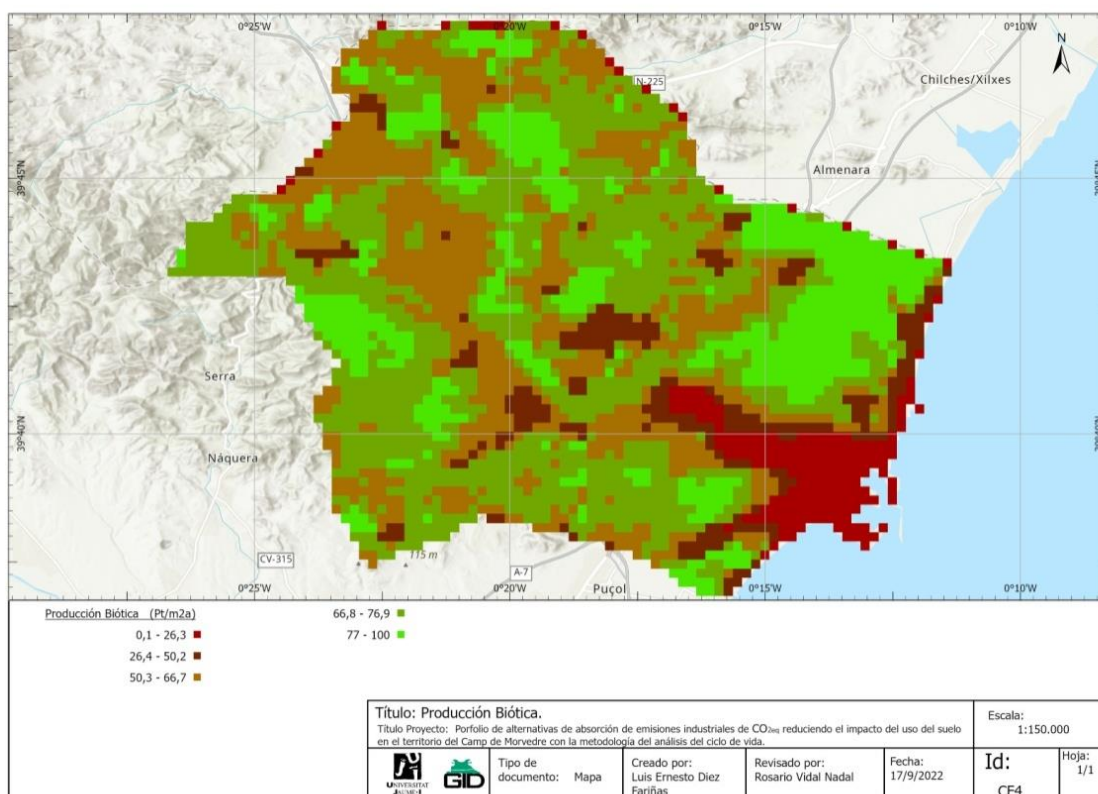 0°25'W 0°20'W 0°15'W 0°10'W
N
N-225
Chilches/Xilxes
39°45'N
Almenara
Serra
39°40'N
Náquera
CV-315
115 m
A-7
Puçol
0°25'W 0°20'W 0°15'W 0°10'W
Producción Biótica (Pt/m2a)
0,1 - 26,3
26,4 - 50,2
50,3 - 66,7
66,8 - 76,9
77 - 100
Título: Producción Biótica.
Título Proyecto: Porfolio de alternativas de absorción de emisiones industriales de CO2eq reduciendo el impacto del uso del suelo
en el territorio del Camp de Morvedre con la metodología del análisis del ciclo de vida.
Escala:
1:150.000
UNIVERSITAT
JAUME I
GID
Tipo de
documento: Mapa
Creado por:
Luis Ernesto Diez
Fariñas
Revisado por:
Rosario Vidal Nadal
Fecha:
17/9/2022
Id:
CF4
Hoja:
1/1